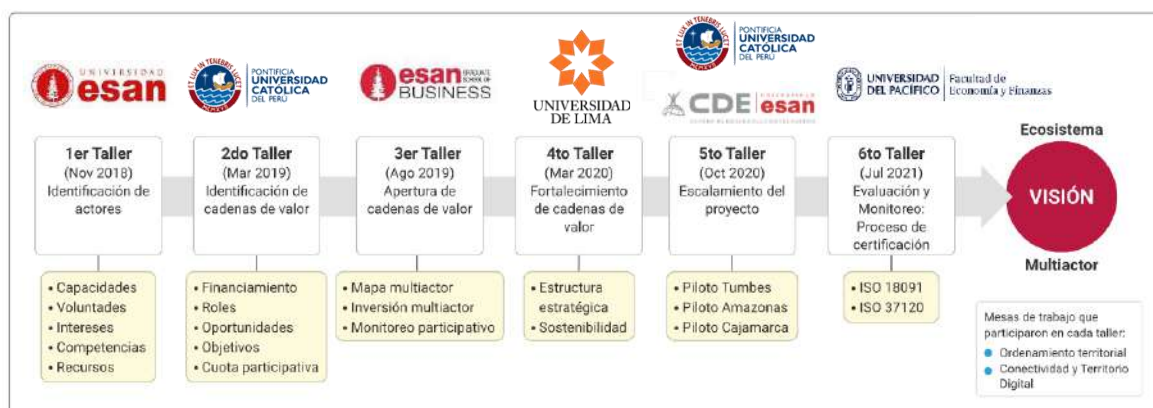 UNIVERSIDAD
esan
PONTIFICIA
UNIVERSIDAD
CATÓLICA
DEL PERÚ
esan GRADUATE SCHOOL OF
BUSINESS
UNIVERSIDAD
DE LIMA
PONTIFICIA
UNIVERSIDAD
CATÓLICA
DEL PERÚ
CDE esan
UNIVERSIDAD
DEL PACÍFICO
Facultad de
Economía y Finanzas
1er Taller
(Nov 2018)
Identificación de
actores
2do Taller
(Mar 2019)
Identificación de
cadenas de valor
3er Taller
(Ago 2019)
Apertura de
cadenas de valor
4to Taller
(Mar 2020)
Fortalecimiento
de cadenas de
valor
5to Taller
(Oct 2020)
Escalamiento del
proyecto
6to Taller
(Jul 2021)
Evaluación y
Monitoreo:
Proceso de
certificación
Ecosistema
VISIÓN
Multiactor
• Capacidades
• Voluntades
• Intereses
• Competencias
• Recursos
• Financiamiento
• Roles
• Oportunidades
• Objetivos
• Cuota participativa
• Mapa multiactor
• Inversión multiactor
• Monitoreo participativo
• Estructura
estratégica
• Sostenibilidad
• Piloto Tumbes
• Piloto Amazonas
• Piloto Cajamarca
• ISO 18091
• ISO 37120
Mesas de trabajo que
participaron en cada taller:
Ordenamiento territorial
Conectividad y Territorio
Digital